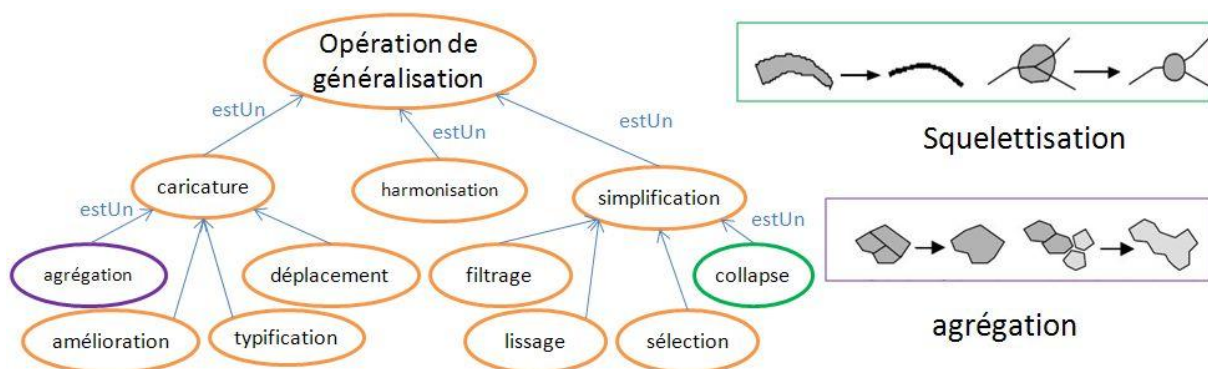 Opération de
généralisation
estUn
estUn
estUn
caricature
harmonisation
simplification
estUn
estUn
agrégation
déplacement
filtrage
collapse
amélioration
typification
lissage
sélection
Squelettisation
agrégation